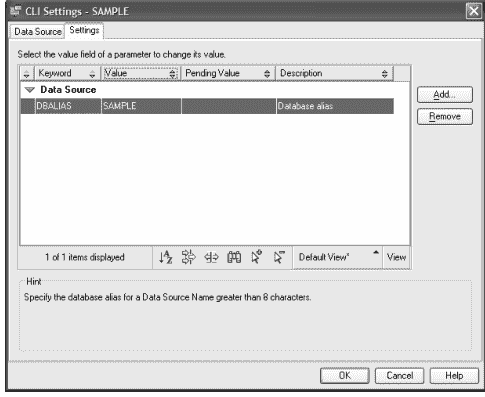 CLI Settings - SAMPLE
Data Source Settings
Select the value field of a parameter to change its value.
Keyword Value Pending Value Description
Data Source
DBALIAS SAMPLE Database alias
Add...
Remove
1 of 1 items displayed Default View* View
Hint
Specify the database alias for a Data Source Name greater than 8 characters.
OK Cancel Help